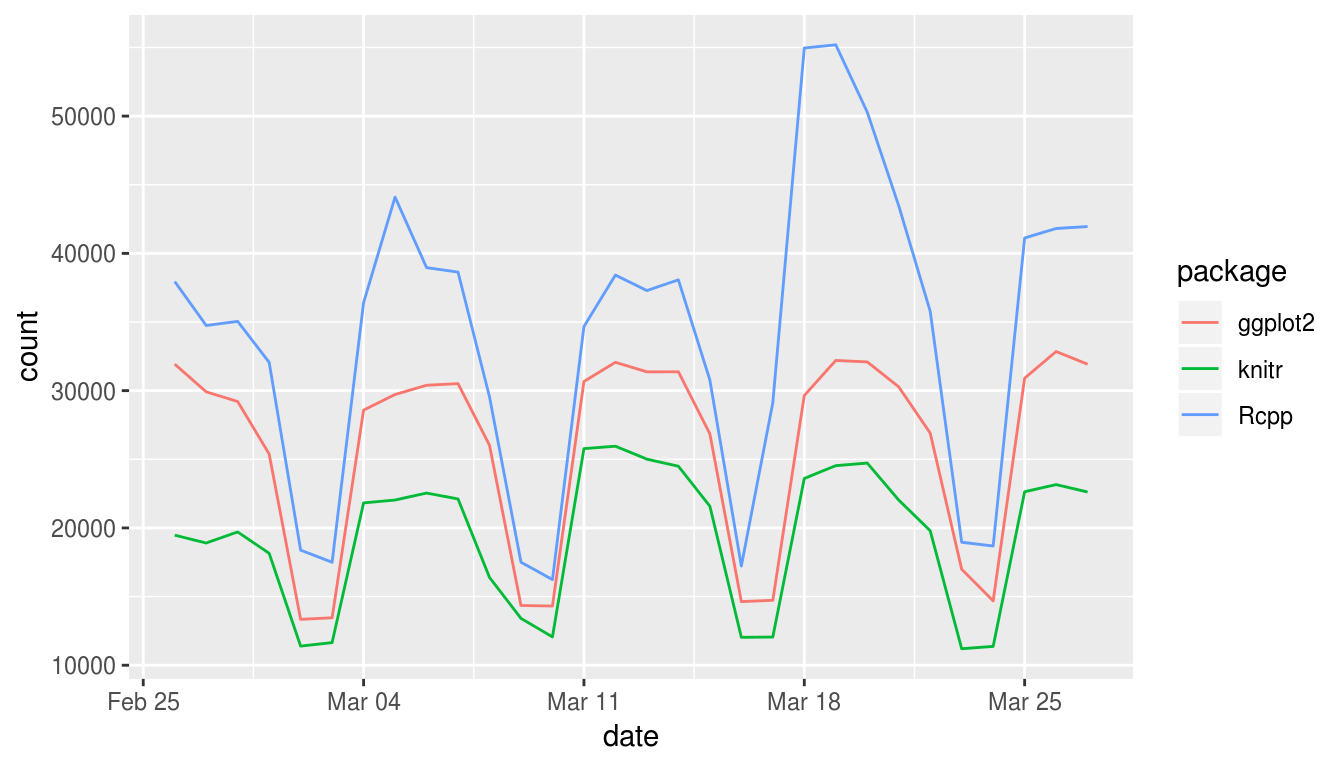 50000
40000
30000
20000
10000
count
Feb 25 Mar 04 Mar 11 Mar 18 Mar 25
date
package
ggplot2
knitr
Rcpp